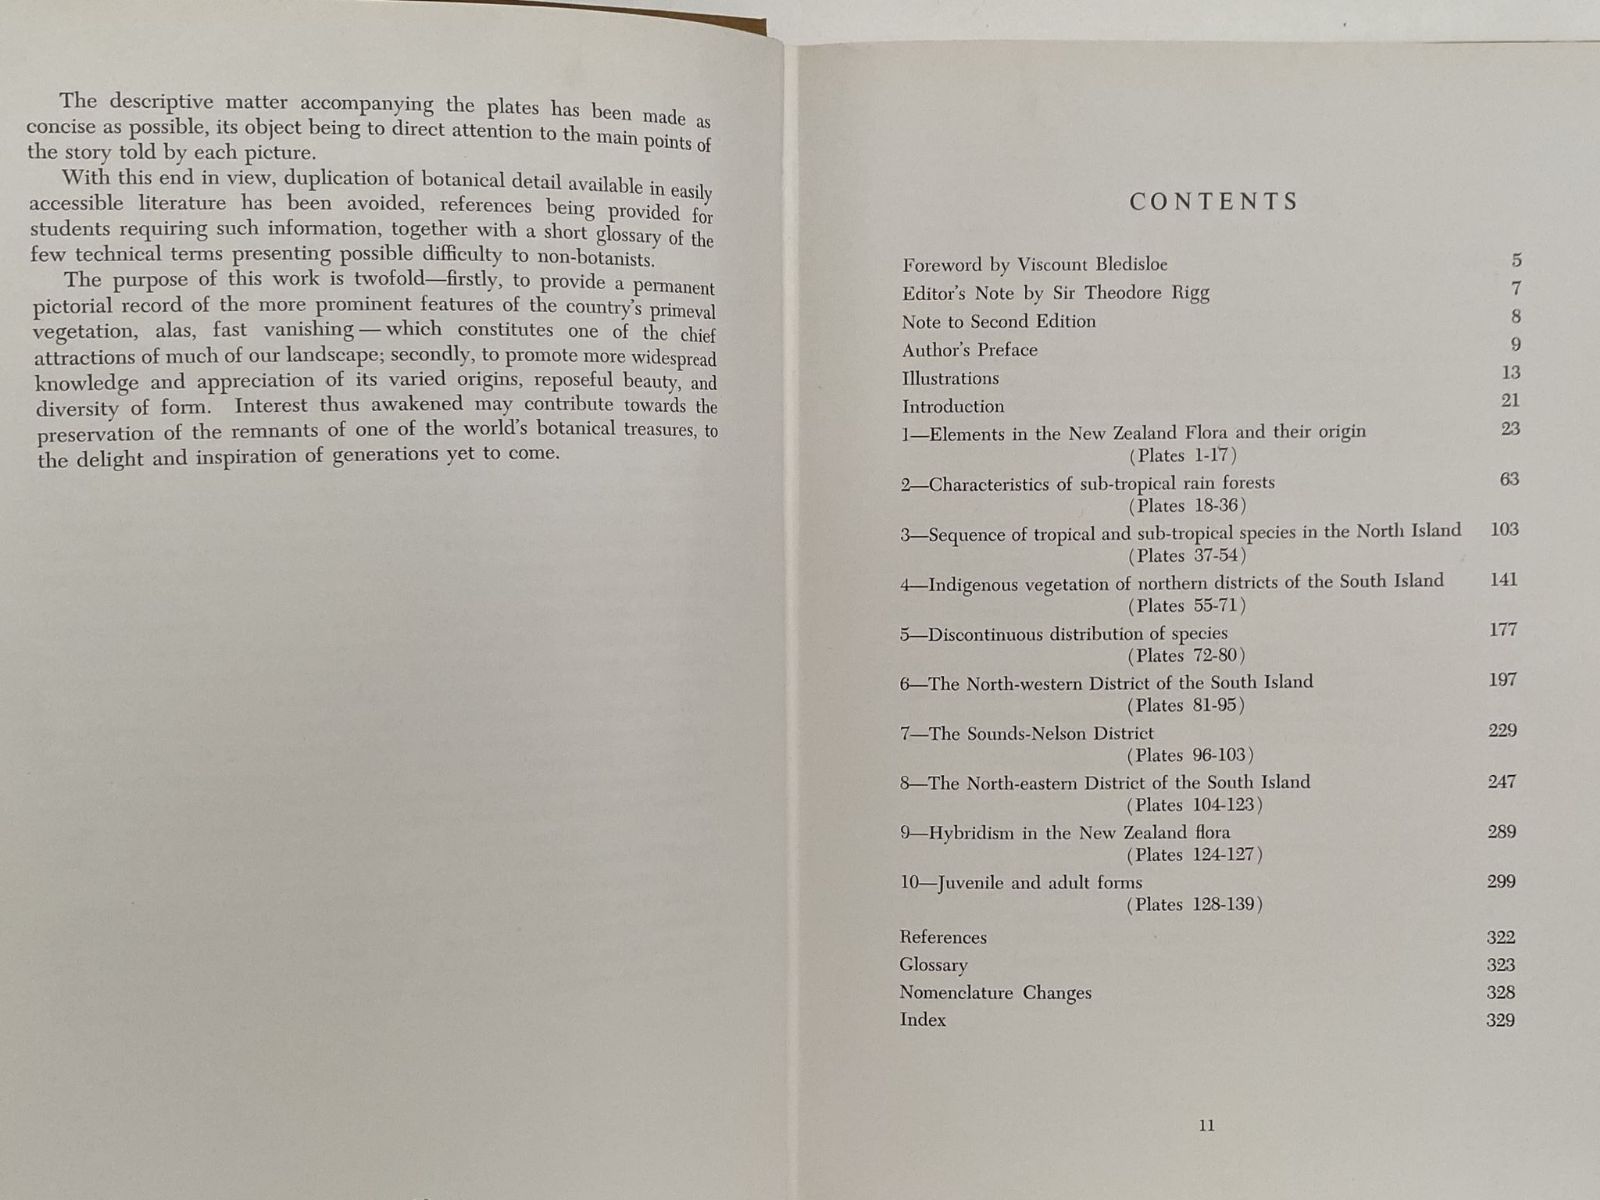 The descriptive matter accompanying the plates has been made as
concise as possible, its object being to direct attention to the main points of
the story told by each picture.
With this end in view, duplication of botanical detail available in easily
accessible literature has been avoided, references being provided for
students requiring such information, together with a short glossary of the
few technical terms presenting possible difficulty to non-botanists.
The purpose of this work is twofold—firstly, to provide a permanent
pictorial record of the more prominent features of the country's primeval
vegetation, alas, fast vanishing — which constitutes one of the chief
attractions of much of our landscape; secondly, to promote more widespread
knowledge and appreciation of its varied origins, reposeful beauty, and
diversity of form. Interest thus awakened may contribute towards the
preservation of the remnants of one of the world's botanical treasures, to
the delight and inspiration of generations yet to come.
CONTENTS
Foreword by Viscount Bledisloe 5
Editor's Note by Sir Theodore Rigg 7
Note to Second Edition 8
Author's Preface 9
Illustrations 13
Introduction 21
1—Elements in the New Zealand Flora and their origin 23
(Plates 1-17)
2—Characteristics of sub-tropical rain forests 63
(Plates 18-36)
3—Sequence of tropical and sub-tropical species in the North Island 103
(Plates 37-54)
4—Indigenous vegetation of northern districts of the South Island 141
(Plates 55-71)
5—Discontinuous distribution of species 177
(Plates 72-80)
6—The North-western District of the South Island 197
(Plates 81-95)
7—The Sounds-Nelson District 229
(Plates 96-103)
8—The North-eastern District of the South Island 247
(Plates 104-123)
9—Hybridism in the New Zealand flora 289
(Plates 124-127)
10—Juvenile and adult forms 299
(Plates 128-139)
References 322
Glossary 323
Nomenclature Changes 328
Index 329
11